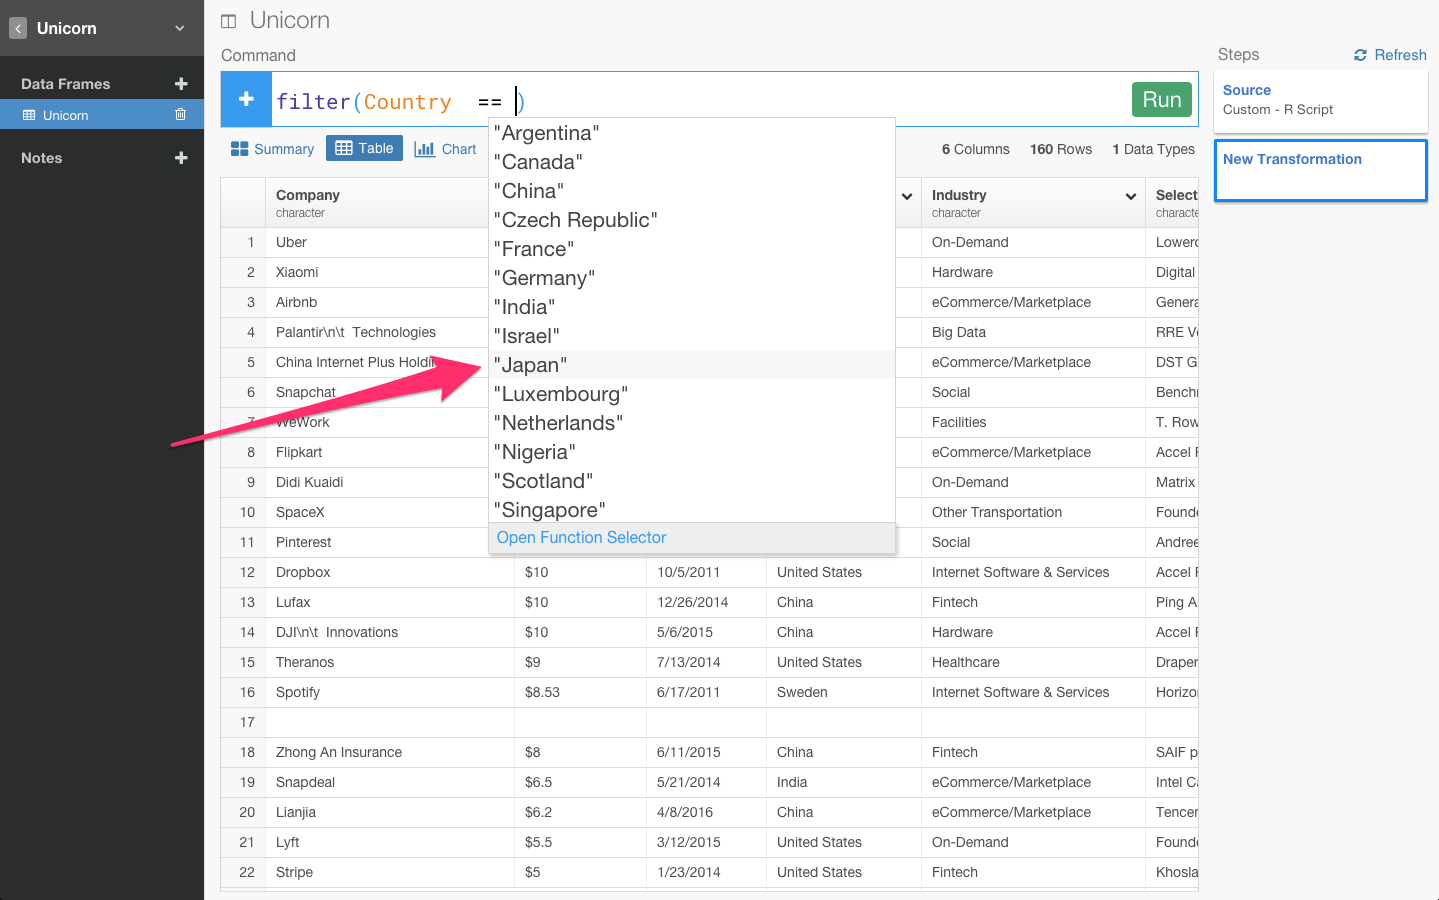 Unicorn
Data Frames
Unicorn
Notes
Unicorn
Command
filter(Country  == )
Run
"Argentina"
"Canada"
"China"
"Czech Republic"
"France"
"Germany"
"India"
"Israel"
"Japan"
"Luxembourg"
"Netherlands"
"Nigeria"
"Scotland"
"Singapore"
Open Function Selector
Summary Table Chart 6 Columns 160 Rows 1 Data Types
Company Industry Select
character character characte
1 Uber On-Demand Lowerc
2 Xiaomi Hardware Digital
3 Airbnb eCommerce/Marketplace Genera
4 Palantir\n\t  Technologies Big Data RRE Ve
5 China Internet Plus Holdi eCommerce/Marketplace DST G
6 Snapchat Social Benchn
7 WeWork Facilities T. Row
8 Flipkart eCommerce/Marketplace Accel F
9 Didi Kuaidi On-Demand Matrix
10 SpaceX Other Transportation Founde
11 Pinterest Social Andree
12 Dropbox $10 10/5/2011 United States Internet Software & Services Accel F
13 Lufax $10 12/26/2014 China Fintech Ping A
14 DJI\n\t  Innovations $10 5/6/2015 China Hardware Accel F
15 Theranos $9 7/13/2014 United States Healthcare Draper
16 Spotify $8.53 6/17/2011 Sweden Internet Software & Services Horizo
17
18 Zhong An Insurance $8 6/11/2015 China Fintech SAIF p
19 Snapdeal $6.5 5/21/2014 India eCommerce/Marketplace Intel Ca
20 Lianjia $6.2 4/8/2016 China eCommerce/Marketplace Tencer
21 Lyft $5.5 3/12/2015 United States On-Demand Founde
22 Stripe $5 1/23/2014 United States Fintech Khosla
Steps Refresh
Source
Custom - R Script
New Transformation